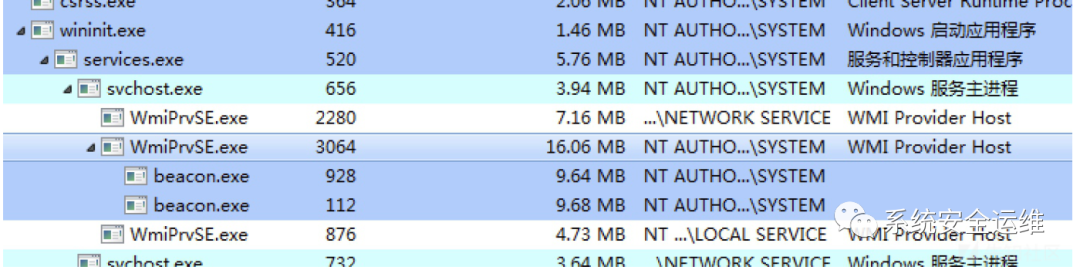 csrss.exe 364 2.06 MB NT AUTHO...\SYSTEM Client Server Runtime Proc
wininit.exe 416 1.46 MB NT AUTHO...\SYSTEM Windows 启动应用程序
services.exe 520 5.76 MB NT AUTHO...\SYSTEM 服务和控制器应用程序
svchost.exe 656 3.94 MB NT AUTHO...\SYSTEM Windows 服务主进程
WmiPrvSE.exe 2280 7.16 MB ...\NETWORK SERVICE WMI Provider Host
WmiPrvSE.exe 3064 16.06 MB NT AUTHO...\SYSTEM WMI Provider Host
beacon.exe 928 9.64 MB NT AUTHO...\SYSTEM
beacon.exe 112 9.68 MB NT AUTHO...\SYSTEM
系统安全运维
WmiPrvSE.exe 876 4.73 MB NT ...\LOCAL SERVICE WMI Provider Host
svchost.exe 732 3.64 MB ...\NETWORK SERVICE Windows 服务主进程